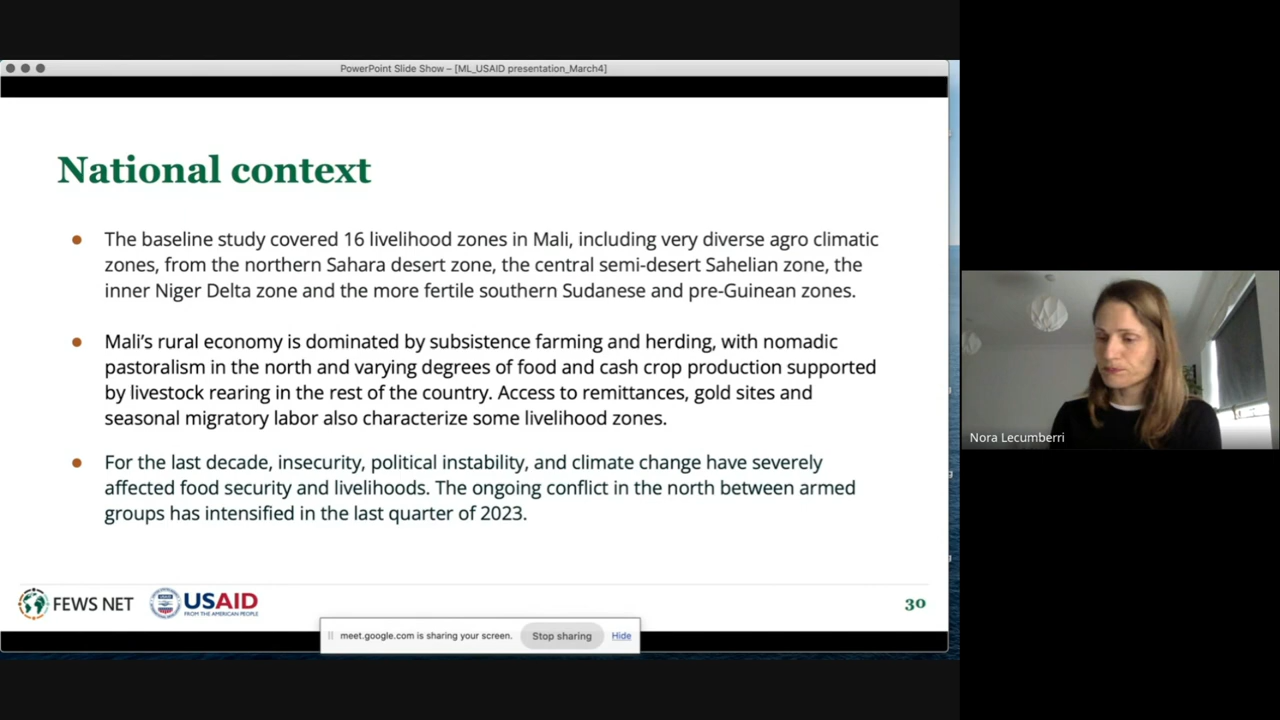 PowerPoint Slide Show – [ML_USAID presentation_March4]
National context
The baseline study covered 16 livelihood zones in Mali, including very diverse agro climatic
zones, from the northern Sahara desert zone, the central semi-desert Sahelian zone, the
inner Niger Delta zone and the more fertile southern Sudanese and pre-Guinean zones.
Mali’s rural economy is dominated by subsistence farming and herding, with nomadic
pastoralism in the north and varying degrees of food and cash crop production supported
by livestock rearing in the rest of the country. Access to remittances, gold sites and
seasonal migratory labor also characterize some livelihood zones.
For the last decade, insecurity, political instability, and climate change have severely
affected food security and livelihoods. The ongoing conflict in the north between armed
groups has intensified in the last quarter of 2023.
FEWS NET
USAID
FROM THE AMERICAN PEOPLE
30
meet.google.com is sharing your screen.
Stop sharing
Hide
Nora Lecumberri